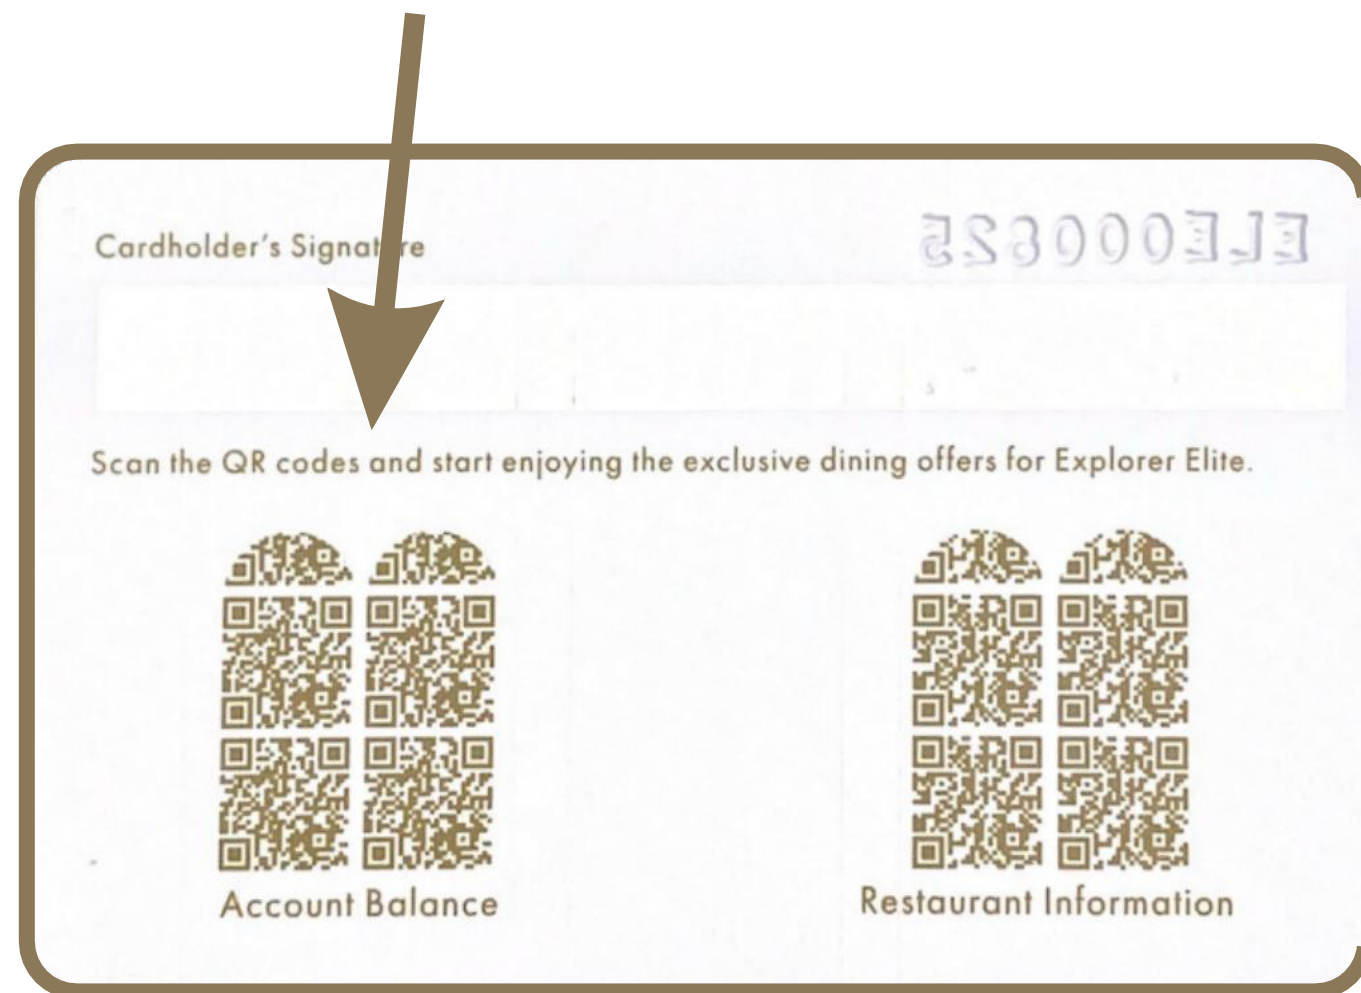 Cardholder's Signature
Scan the QR codes and start enjoying the exclusive dining offers for Explorer Elite.
Account Balance
Restaurant Information